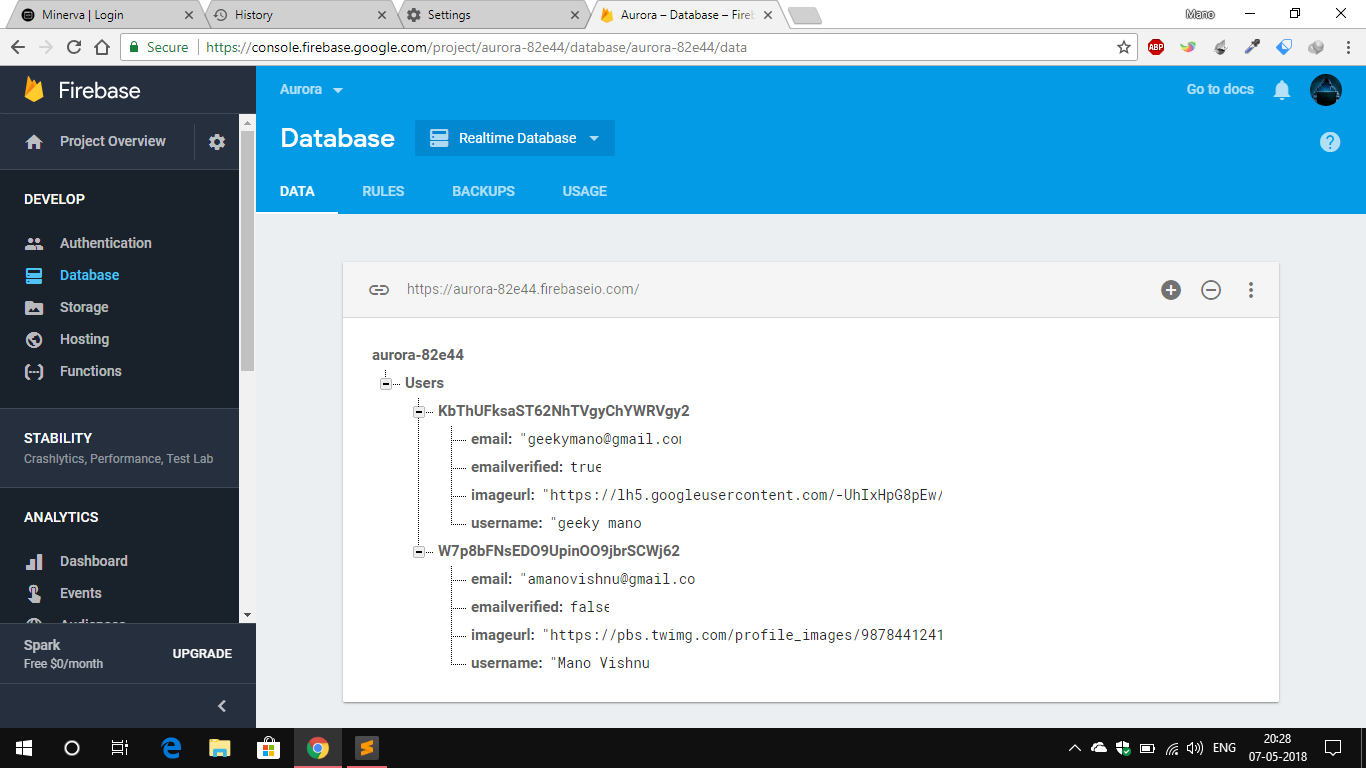 Minerva | Login
History
Settings
Aurora – Database – Fire
Mano
Secure
https://console.firebase.google.com/project/aurora-82e44/database/aurora-82e44/data
ABP
Firebase
Aurora
Go to docs
Project Overview
Database
Realtime Database
?
DATA
RULES
BACKUPS
USAGE
DEVELOP
Authentication
Database
Storage
Hosting
Functions
STABILITY
Crashlytics, Performance, Test Lab
ANALYTICS
Dashboard
Events
Audiences
Spark
Free $0/month
UPGRADE
https://aurora-82e44.firebaseio.com/
aurora-82e44
Users
KbThUFksaST62NhTVgyChYWRVgy2
email: "geekymano@gmail.com
emailverified: true
imageurl: "https://lh5.googleusercontent.com/-UhIxHpG8pEw/
username: "geeky mano
W7p8bFNsEDO9UpinOO9jbrSCWj62
email: "amanovishnu@gmail.co
emailverified: false
imageurl: "https://pbs.twimg.com/profile_images/9878441241
username: "Mano Vishnu
ENG
20:28
07-05-2018